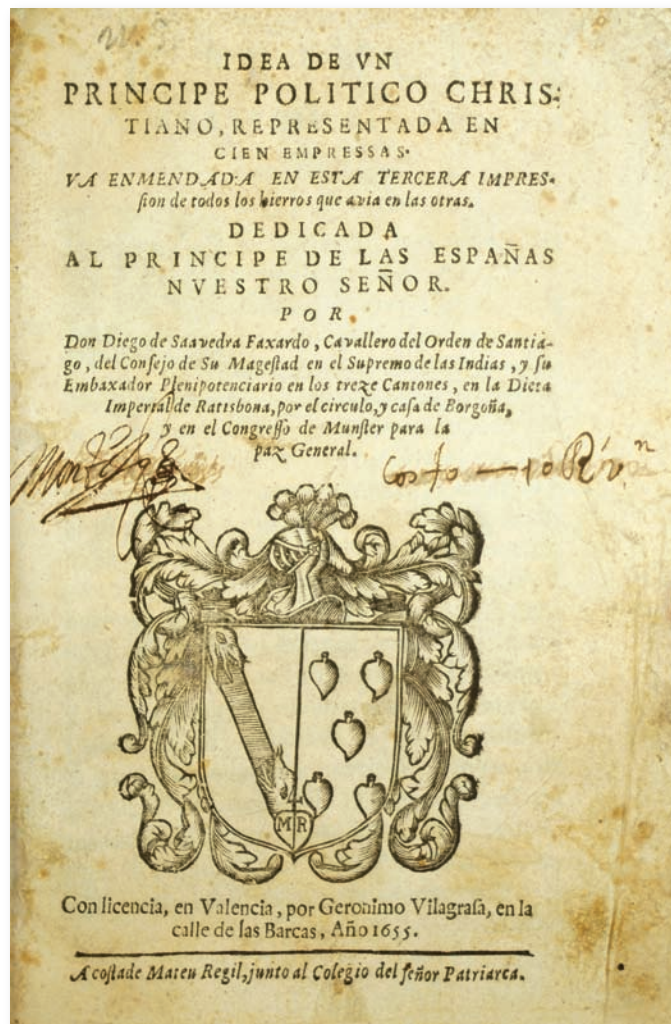 IDEA DE VN
PRINCIPE POLITICO CHRIS-
TIANO, REPRESENTADA EN
CIEN EMPRESSAS.
VA ENMENDADA EN ESTA TERCERA IMPRES-
ſion de todos los hierros que avia en las otras.
DEDICADA
AL PRINCIPE DE LAS ESPAÑAS
NVESTRO SEÑOR.
POR.
Don Diego de Saavedra Faxardo, Cavallero del Orden de Santia-
go, del Conſejo de Su Mageſtad en el Supremo de las Indias, y ſu
Embaxador Plenipotenciario en los treze Cantones, en la Dieta
Imperial de Ratisbona, por el circulo, y caſa de Borgoña,
y en el Congreſſo de Munſter para la
paz General.
Costo — 10 R.^s v.^n
M R
Con licencia, en Valencia, por Geronimo Vilagraſa, en la
calle de las Barcas, Año 1655.
A coſta de Mateu Regil, junto al Colegio del ſeñor Patriarca.